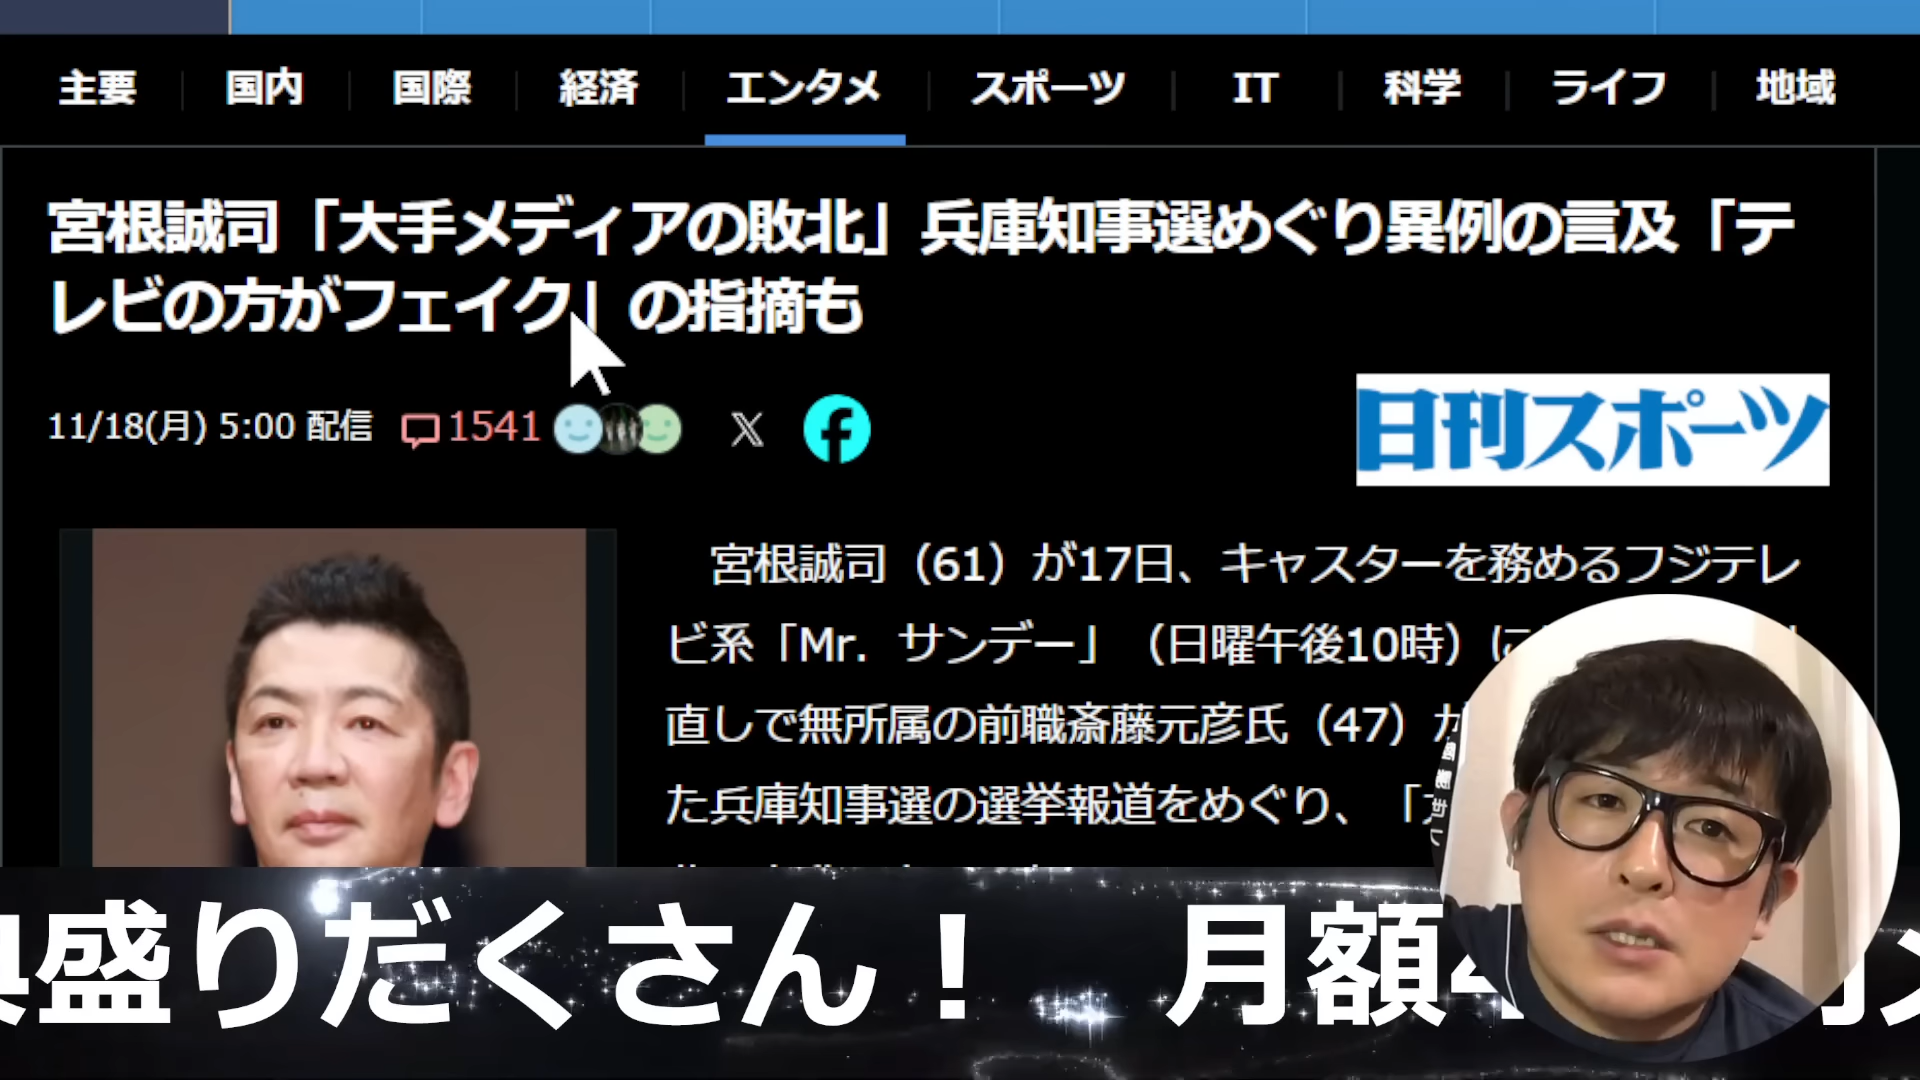 主要 国内 国際 経済 エンタメ スポーツ IT 科学 ライフ 地域
宮根誠司「大手メディアの敗北」兵庫知事選めぐり異例の言及「テ
レビの方がフェイク」の指摘も
11/18(月) 5:00 配信 1541
日刊スポーツ
宮根誠司（61）が17日、キャスターを務めるフジテレ
ビ系「Mr. サンデー」（日曜午後10時）に
直しで無所属の前職斎藤元彦氏（47）が
た兵庫知事選の選挙報道をめぐり、「
盛りだくさん！ 月額